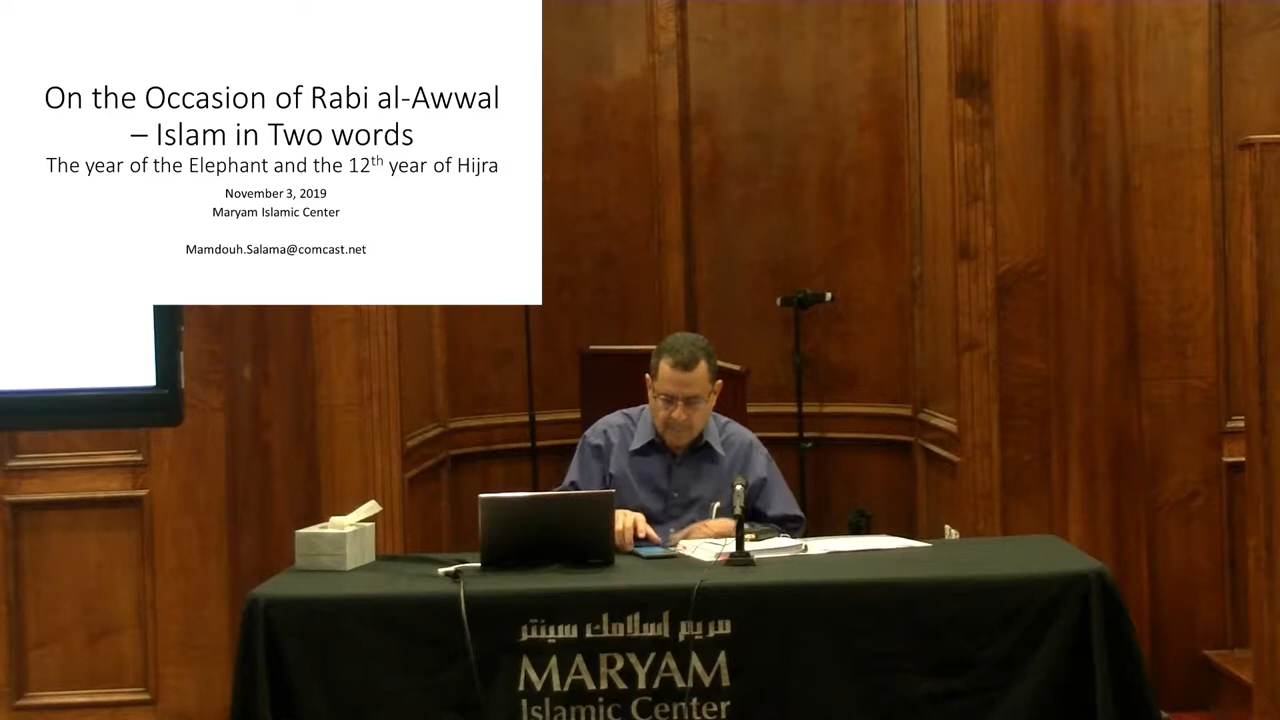 On the Occasion of Rabi al-Awwal
– Islam in Two words
The year of the Elephant and the 12th year of Hijra
November 3, 2019
Maryam Islamic Center
Mamdouh.Salama@comcast.net
مريم اسلامك سينتر
MARYAM
Islamic Center